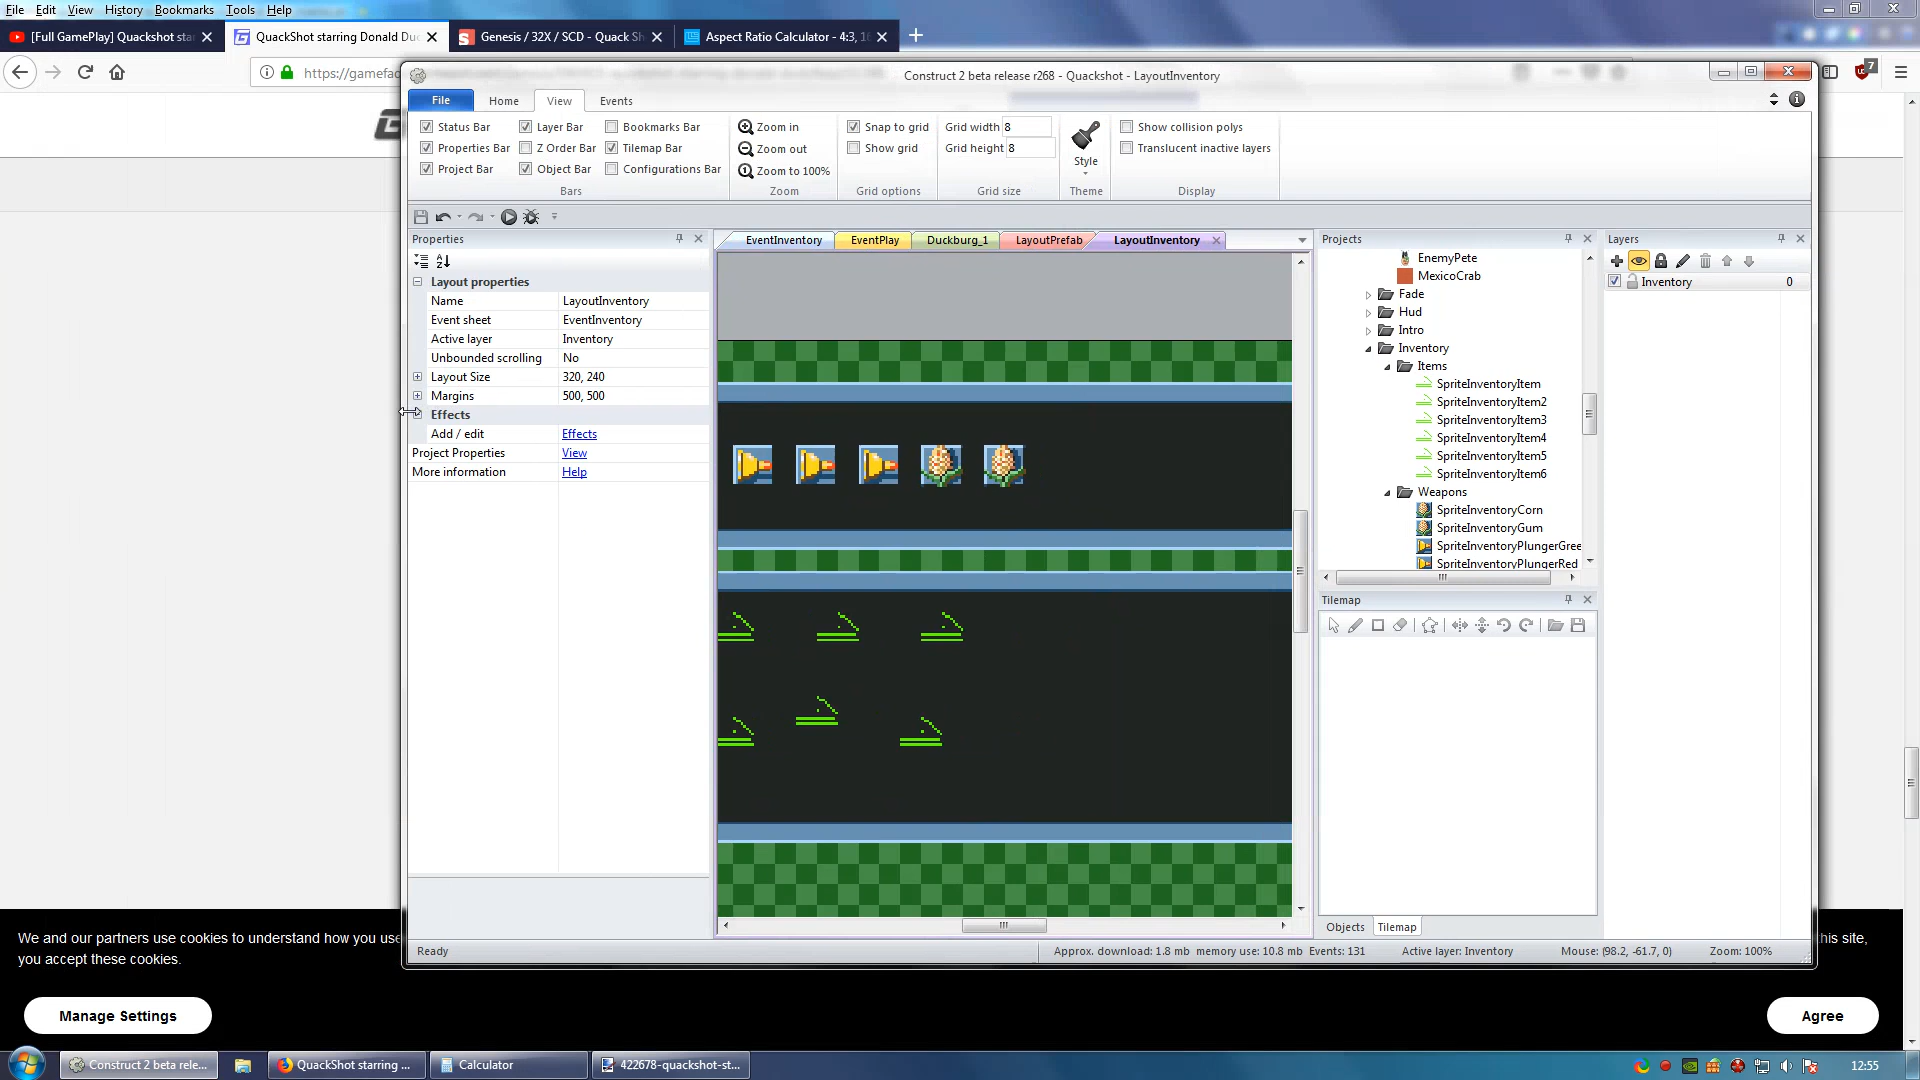 File Edit View History Bookmarks Tools Help
[Full GamePlay] Quackshot sta
QuackShot starring Donald Duc
Genesis / 32X / SCD - Quack Sh
Aspect Ratio Calculator - 4:3, 16
https://gamefac
7
Construct 2 beta release r268 - Quackshot - LayoutInventory
File Home View Events
Status Bar Layer Bar Bookmarks Bar Zoom in Snap to grid Grid width 8 Show collision polys
Properties Bar Z Order Bar Tilemap Bar Zoom out Show grid Grid height 8 Style Translucent inactive layers
Project Bar Object Bar Configurations Bar Zoom to 100%
Bars Zoom Grid options Grid size Theme Display
Properties
EventInventory EventPlay Duckburg_1 LayoutPrefab LayoutInventory
Projects
Layers
Layout properties
Name LayoutInventory
Event sheet EventInventory
Active layer Inventory
Unbounded scrolling No
Layout Size 320, 240
Margins 500, 500
Effects
Add / edit Effects
Project Properties View
More information Help
EnemyPete
MexicoCrab
Fade
Hud
Intro
Inventory
Items
SpriteInventoryItem
SpriteInventoryItem2
SpriteInventoryItem3
SpriteInventoryItem4
SpriteInventoryItem5
SpriteInventoryItem6
Weapons
SpriteInventoryCorn
SpriteInventoryGum
SpriteInventoryPlungerGree
SpriteInventoryPlungerRed
Inventory 0
Tilemap
Objects Tilemap
Ready
Approx. download: 1.8 mb memory use: 10.8 mb Events: 131 Active layer: Inventory Mouse: (98.2, -61.7, 0) Zoom: 100%
We and our partners use cookies to understand how you use
this site,
you accept these cookies.
Manage Settings
Agree
Construct 2 beta rele...
QuackShot starring ...
Calculator
422678-quackshot-st...
12:55